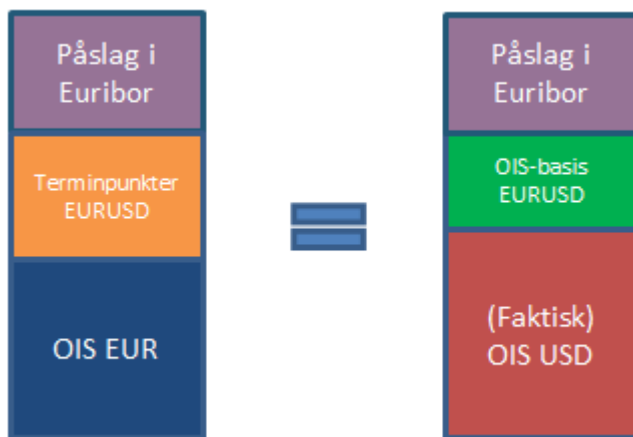 Påslag i
Euribor
Terminpunkter
EURUSD
OIS EUR
Påslag i
Euribor
OIS-basis
EURUSD
(Faktisk)
OIS USD